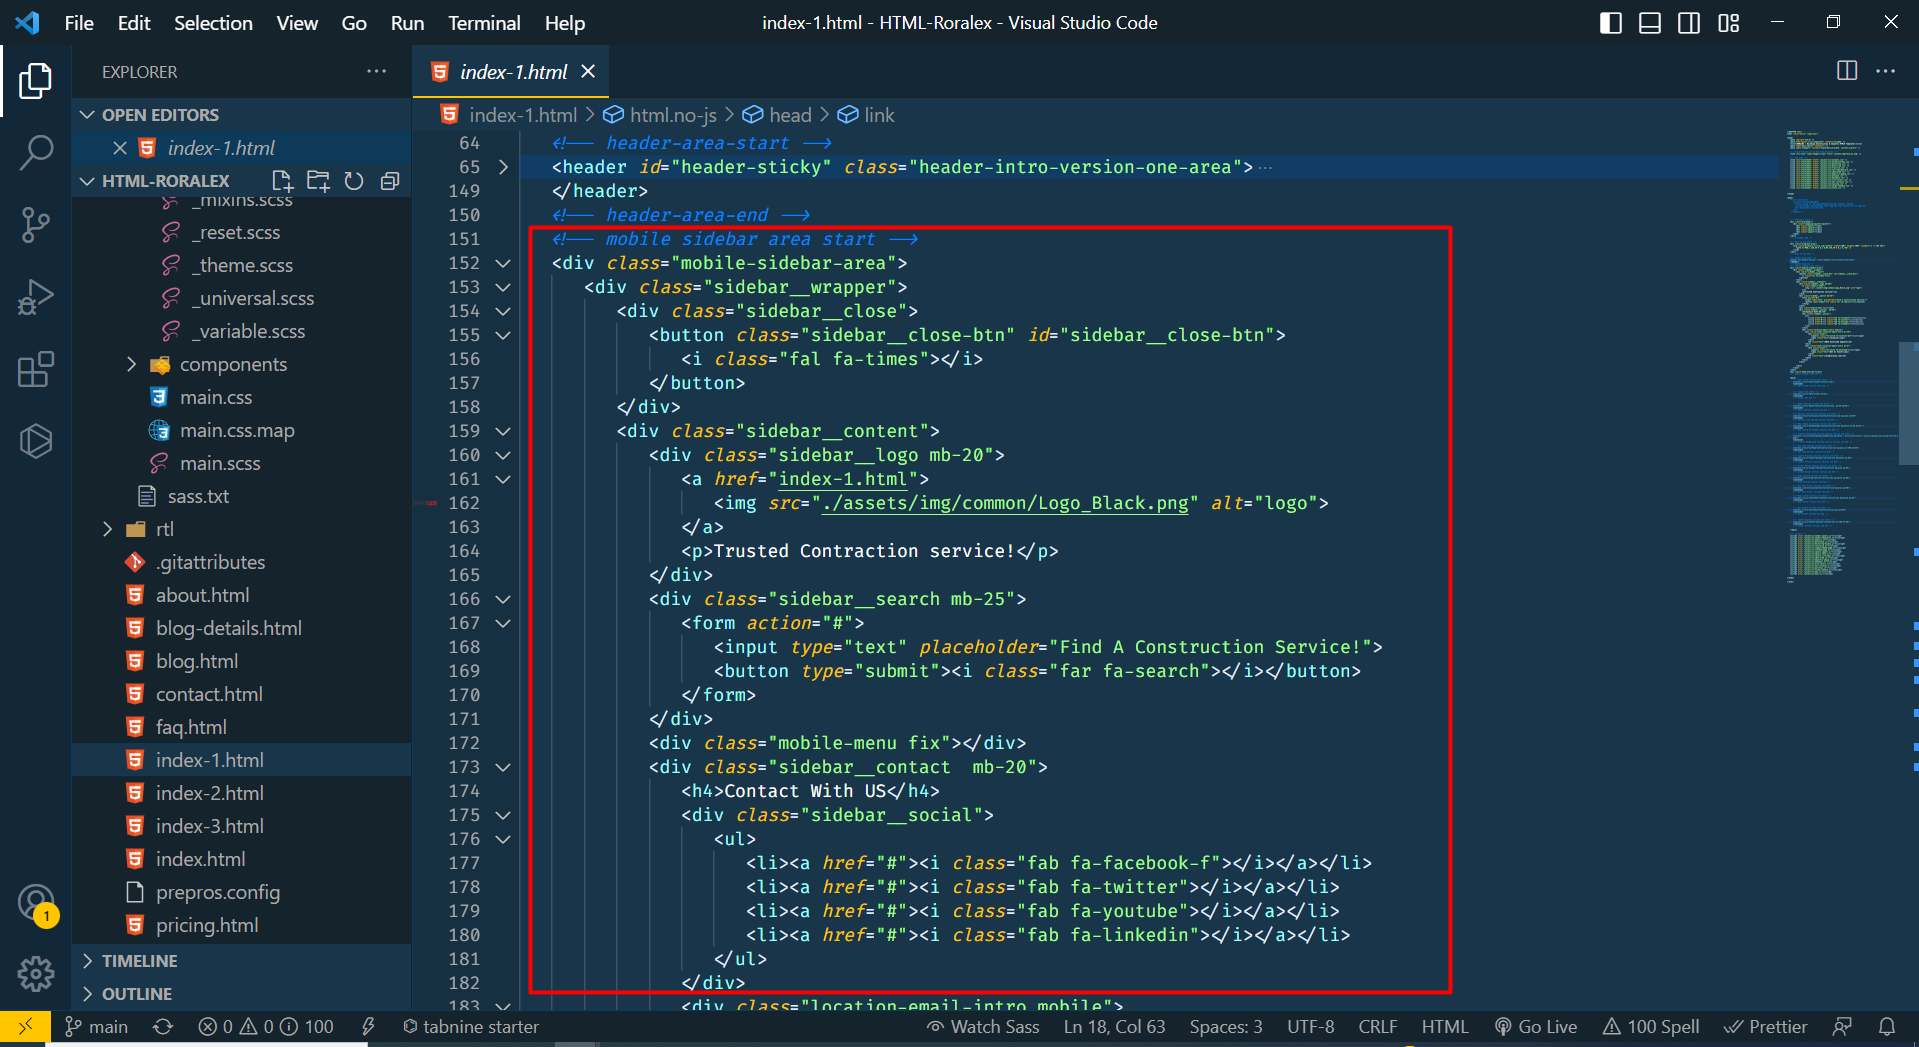 File Edit Selection View Go Run Terminal Help
index-1.html - HTML-Roralex - Visual Studio Code
EXPLORER
OPEN EDITORS
index-1.html
HTML-RORALEX
_mixins.scss
_reset.scss
_theme.scss
_universal.scss
_variable.scss
components
main.css
main.css.map
main.scss
sass.txt
rtl
.gitattributes
about.html
blog-details.html
blog.html
contact.html
faq.html
index-1.html
index-2.html
index-3.html
index.html
prepros.config
pricing.html
TIMELINE
OUTLINE
1
index-1.html
index-1.html > html.no-js > head > link
64 <!-- header-area-start -->
65 <header id="header-sticky" class="header-intro-version-one-area">...
149 </header>
150 <!-- header-area-end -->
151 <!-- mobile sidebar area start -->
152 <div class="mobile-sidebar-area">
153 <div class="sidebar__wrapper">
154 <div class="sidebar__close">
155 <button class="sidebar__close-btn" id="sidebar__close-btn">
156 <i class="fal fa-times"></i>
157 </button>
158 </div>
159 <div class="sidebar__content">
160 <div class="sidebar__logo mb-20">
161 <a href="index-1.html">
162 <img src="./assets/img/common/Logo_Black.png" alt="logo">
163 </a>
164 <p>Trusted Contraction service!</p>
165 </div>
166 <div class="sidebar__search mb-25">
167 <form action="#">
168 <input type="text" placeholder="Find A Construction Service!">
169 <button type="submit"><i class="far fa-search"></i></button>
170 </form>
171 </div>
172 <div class="mobile-menu fix"></div>
173 <div class="sidebar__contact  mb-20">
174 <h4>Contact With US</h4>
175 <div class="sidebar__social">
176 <ul>
177 <li><a href="#"><i class="fab fa-facebook-f"></i></a></li>
178 <li><a href="#"><i class="fab fa-twitter"></i></a></li>
179 <li><a href="#"><i class="fab fa-youtube"></i></a></li>
180 <li><a href="#"><i class="fab fa-linkedin"></i></a></li>
181 </ul>
182 </div>
183 <div class="location-email-intro mobile">
main 0 0 100 tabnine starter Watch Sass Ln 18, Col 63 Spaces: 3 UTF-8 CRLF HTML Go Live 100 Spell Prettier